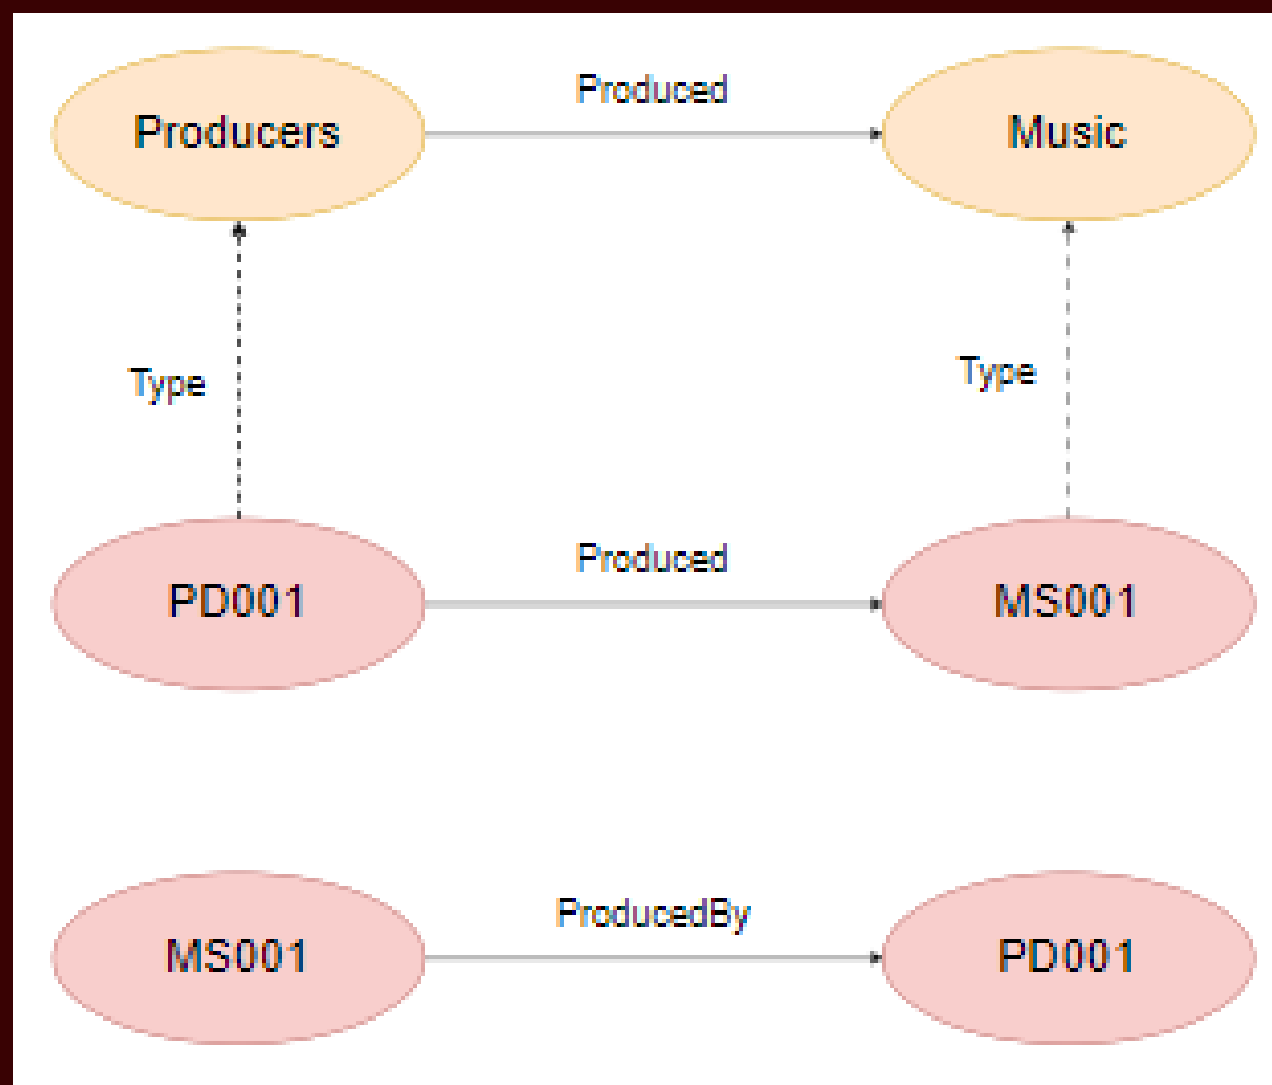 Produced
Producers
Music
Type
Type
Produced
PD001
MS001
ProducedBy
MS001
PD001